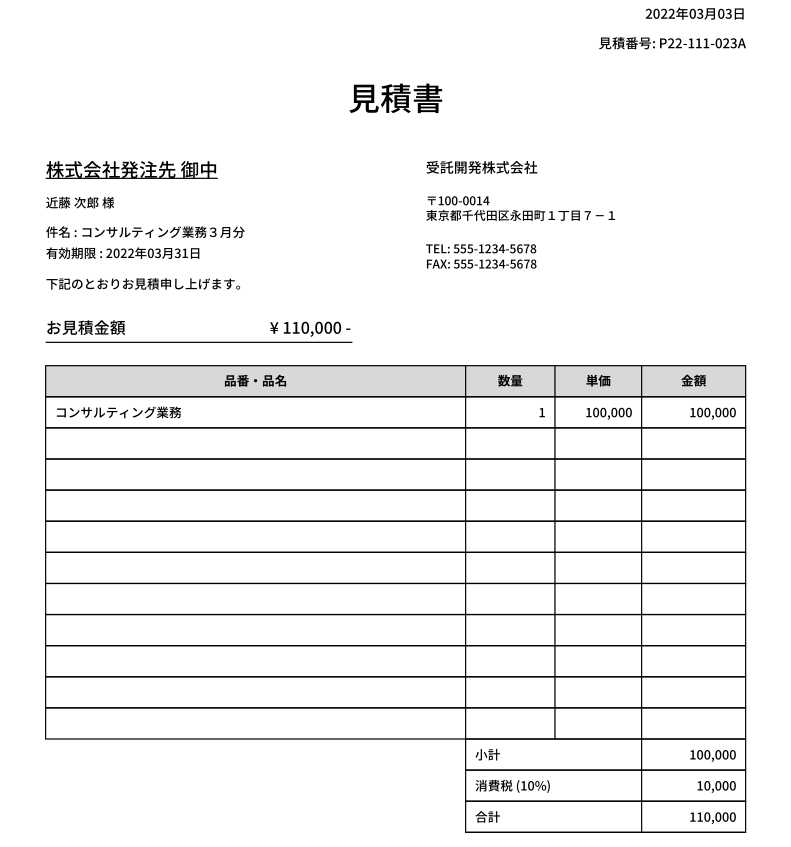 2022年03月03日
見積番号: P22-111-023A
見積書
株式会社発注先 御中
近藤 次郎 様
件名 : コンサルティング業務３月分
有効期限 : 2022年03月31日
下記のとおりお見積申し上げます。
受託開発株式会社
〒100-0014
東京都千代田区永田町１丁目７－１
TEL: 555-1234-5678
FAX: 555-1234-5678
お見積金額 ¥ 110,000 -
品番・品名 数量 単価 金額
コンサルティング業務 1 100,000 100,000
小計 100,000
消費税 (10%) 10,000
合計 110,000